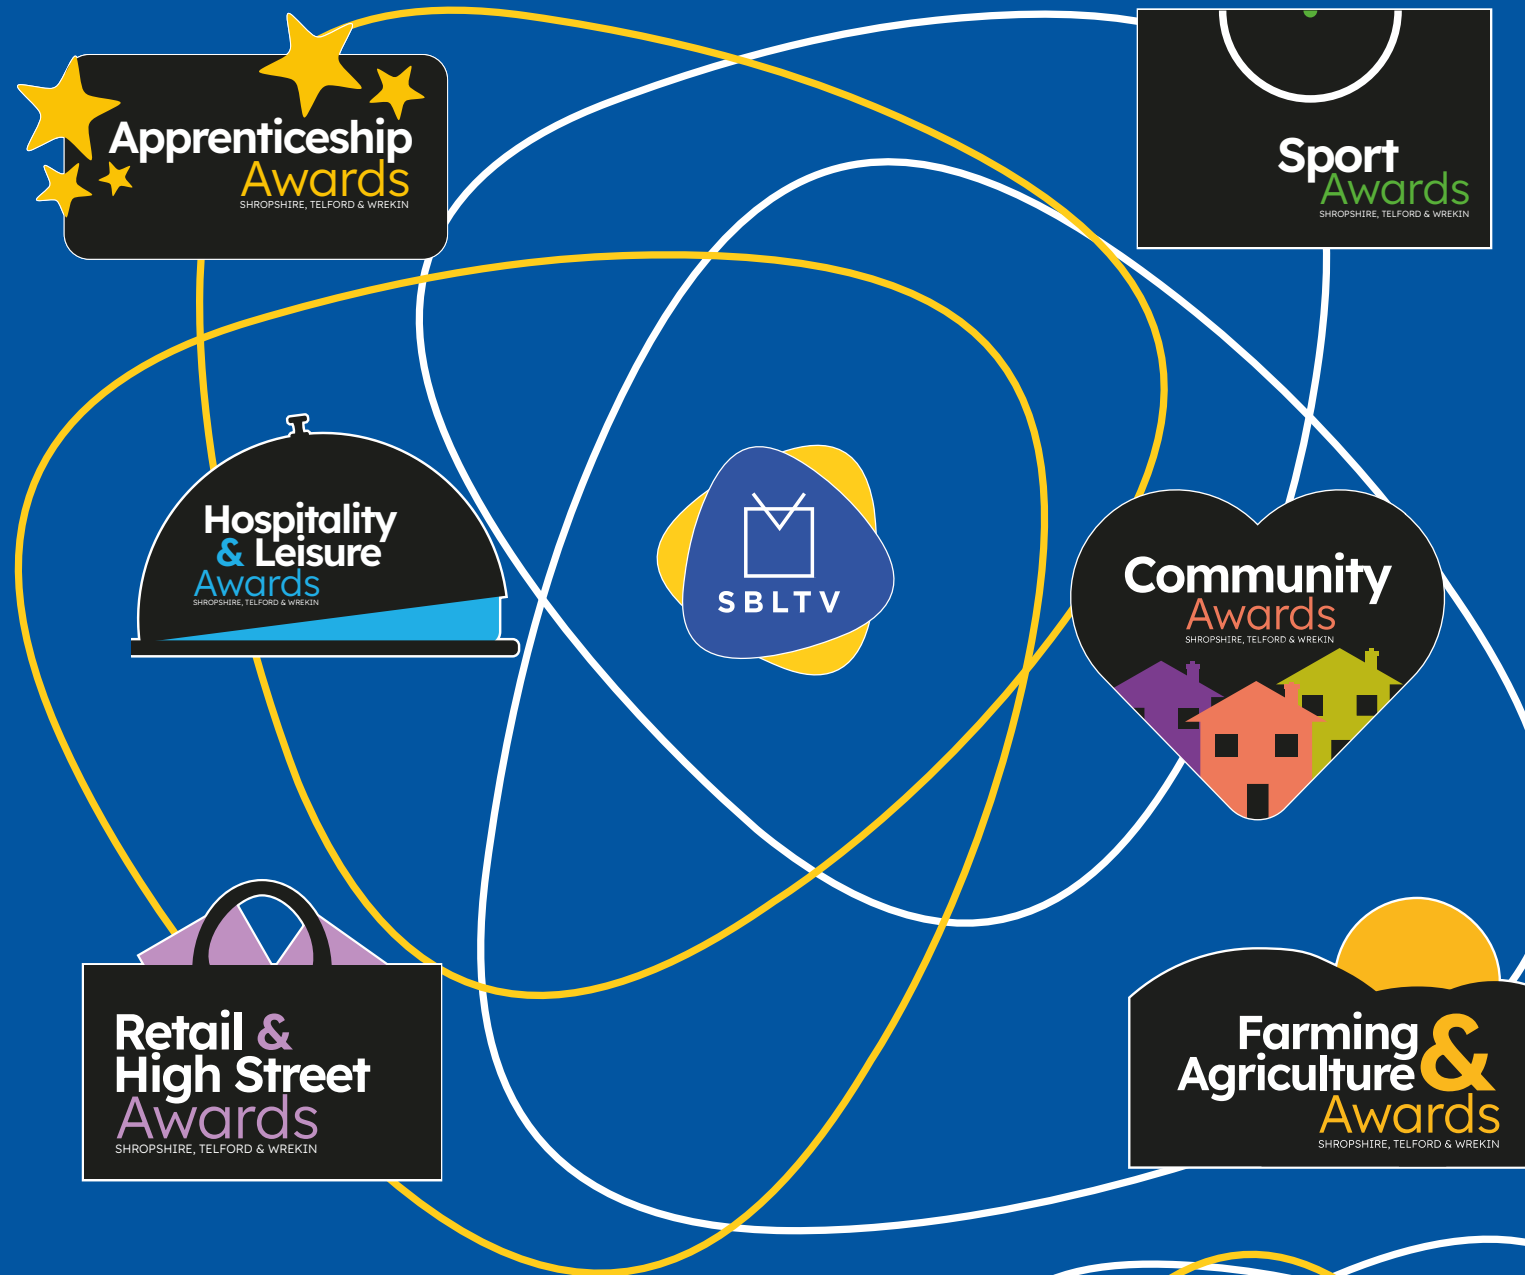 Apprenticeship
Awards
SHROPSHIRE, TELFORD & WREKIN
Sport
Awards
SHROPSHIRE, TELFORD & WREKIN
Hospitality
& Leisure
Awards
SHROPSHIRE, TELFORD & WREKIN
SBLTV
Community
Awards
SHROPSHIRE, TELFORD & WREKIN
Retail &
High Street
Awards
SHROPSHIRE, TELFORD & WREKIN
Farming &
Agriculture
Awards
SHROPSHIRE, TELFORD & WREKIN